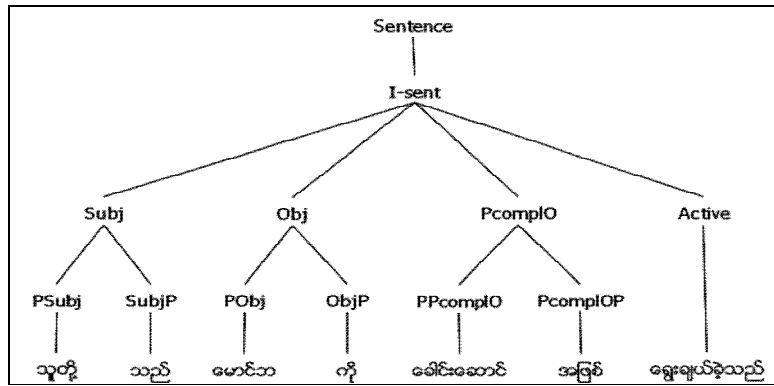 Sentence
I-sent
Subj Obj PcomplO Active
PSubj SubjP PObj ObjP PPcomplO PcomplOP
သူတို့ သည် မောင်ဘ ကို ခေါင်းဆောင် အဖြစ် ရွေးချယ်ခဲ့သည်